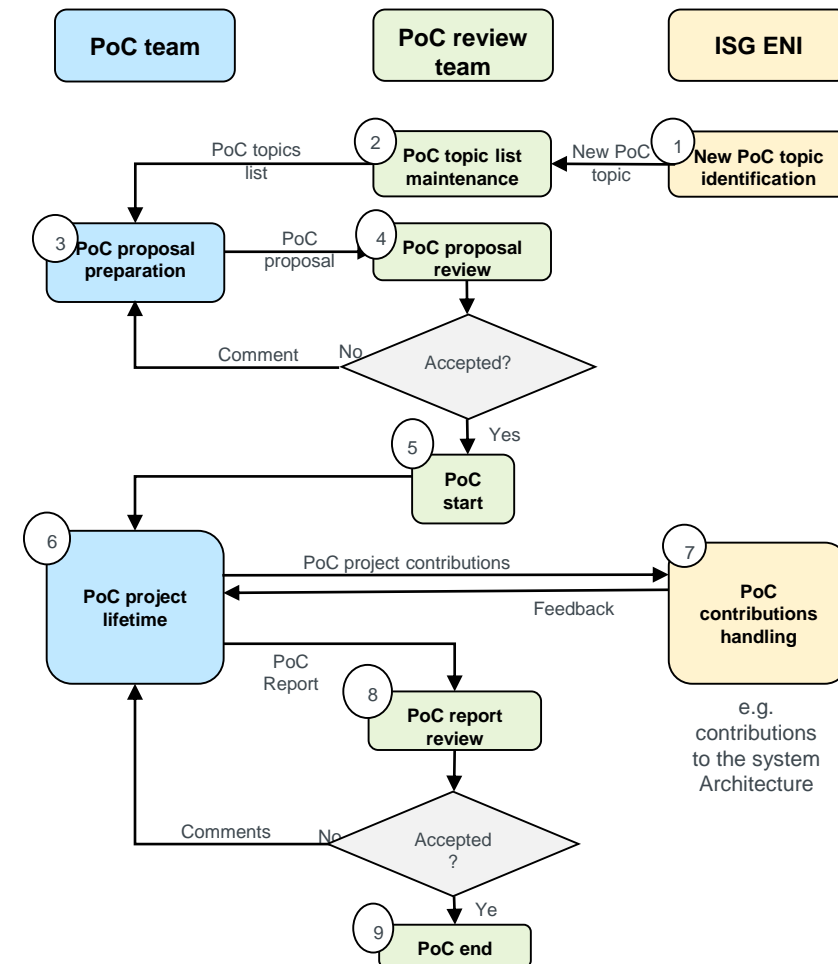 PoC team
PoC review
team
ISG ENI
1
New PoC topic
identification
New PoC
topic
2
PoC topic list
maintenance
PoC topics
list
3
PoC proposal
preparation
PoC
proposal
4
PoC proposal
review
Accepted?
No
Comment
Yes
5
PoC
start
6
PoC project
lifetime
PoC project contributions
Feedback
7
PoC
contributions
handling
e.g.
contributions
to the system
Architecture
PoC
Report
8
PoC report
review
Accepted
?
No
Comments
Ye
9
PoC end